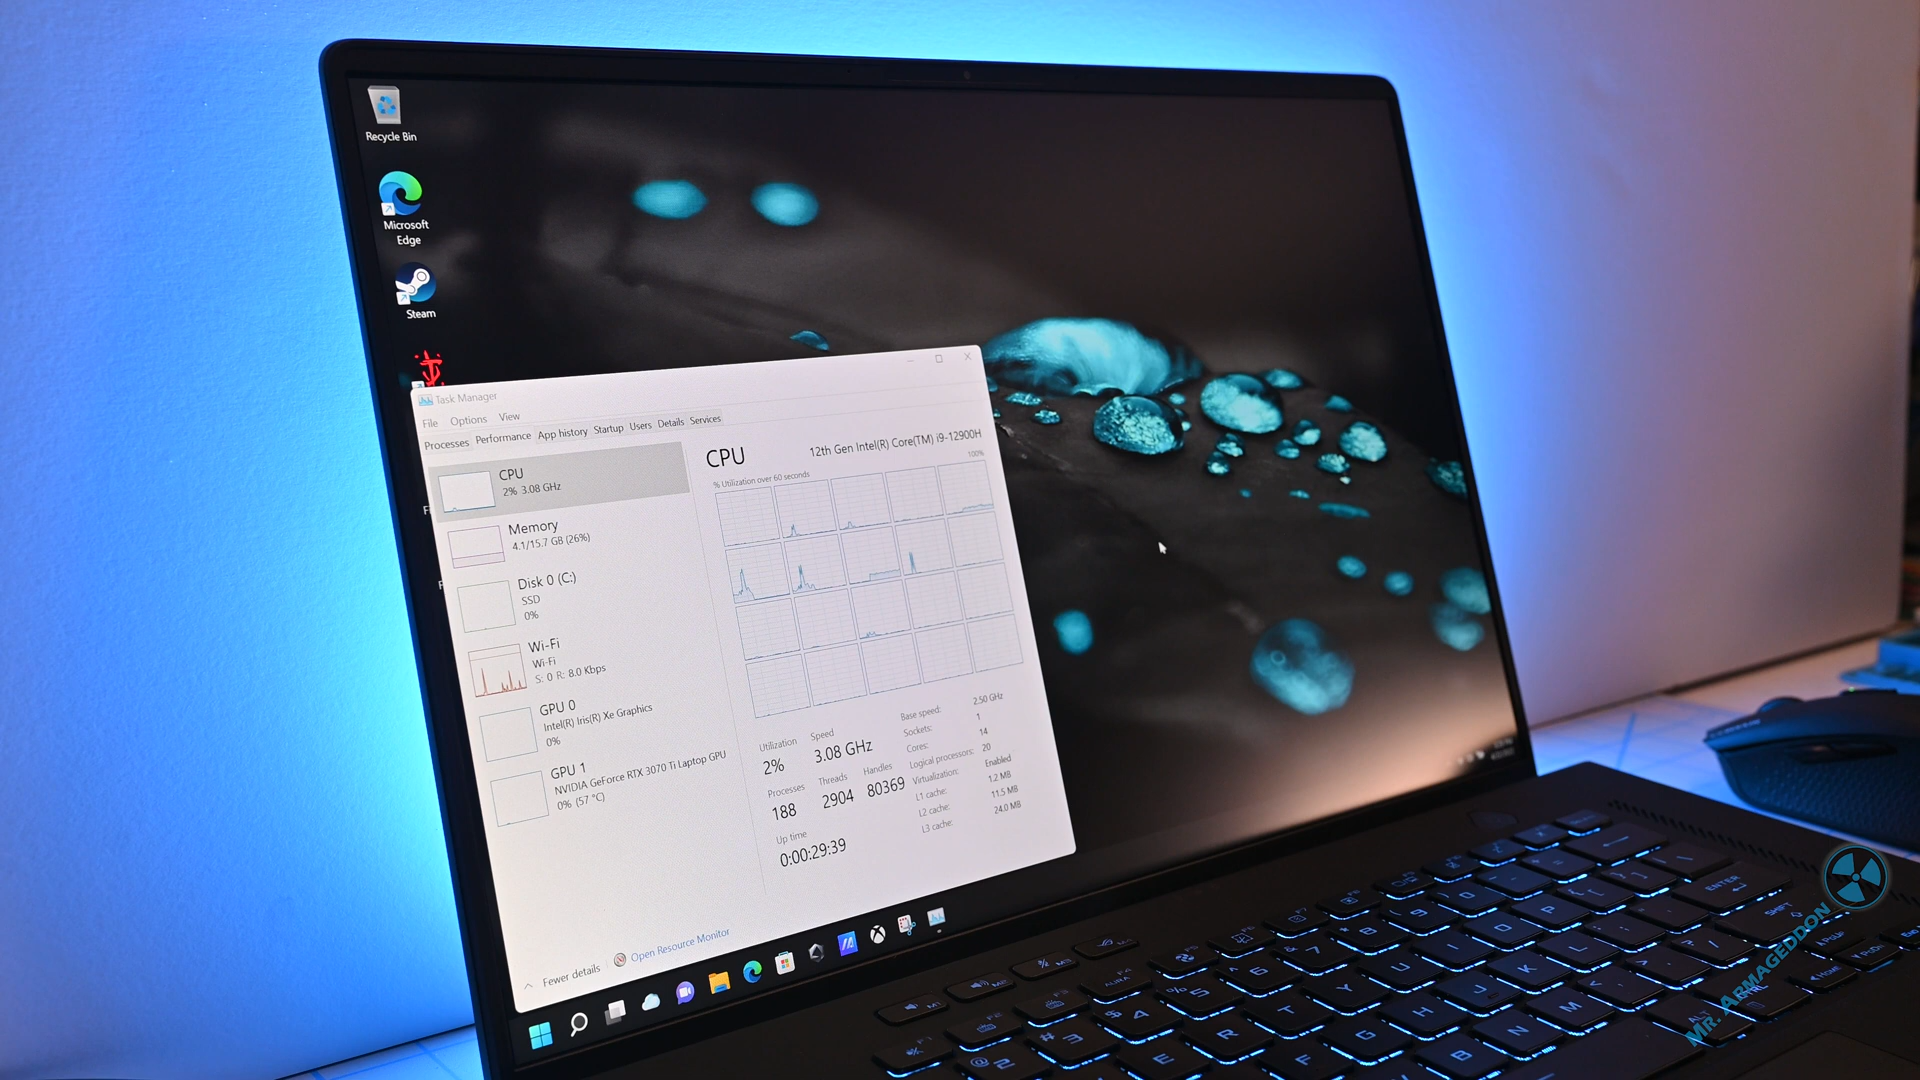 Recycle Bin
Microsoft
Edge
Steam
Task Manager
File Options View
Processes Performance App history Startup Users Details Services
CPU
2% 3.08 GHz
Memory
4.1/15.7 GB (26%)
Disk 0 (C:)
SSD
0%
Wi-Fi
Wi-Fi
S: 0 R: 8.0 Kbps
GPU 0
Intel(R) Iris(R) Xe Graphics
0%
GPU 1
NVIDIA GeForce RTX 3070 Ti Laptop GPU
0% (57 °C)
CPU
12th Gen Intel(R) Core(TM) i9-12900H
% Utilization over 60 seconds
100%
Utilization Speed
2% 3.08 GHz
Processes Threads Handles
188 2904 80369
Up time
0:00:29:39
Base speed: 2.50 GHz
Sockets: 1
Cores: 14
Logical processors: 20
Virtualization: Enabled
L1 cache: 1.2 MB
L2 cache: 11.5 MB
L3 cache: 24.0 MB
Fewer details
Open Resource Monitor
ENTER
SHIFT
HOME
ALT
MR. ARMAGEDDON